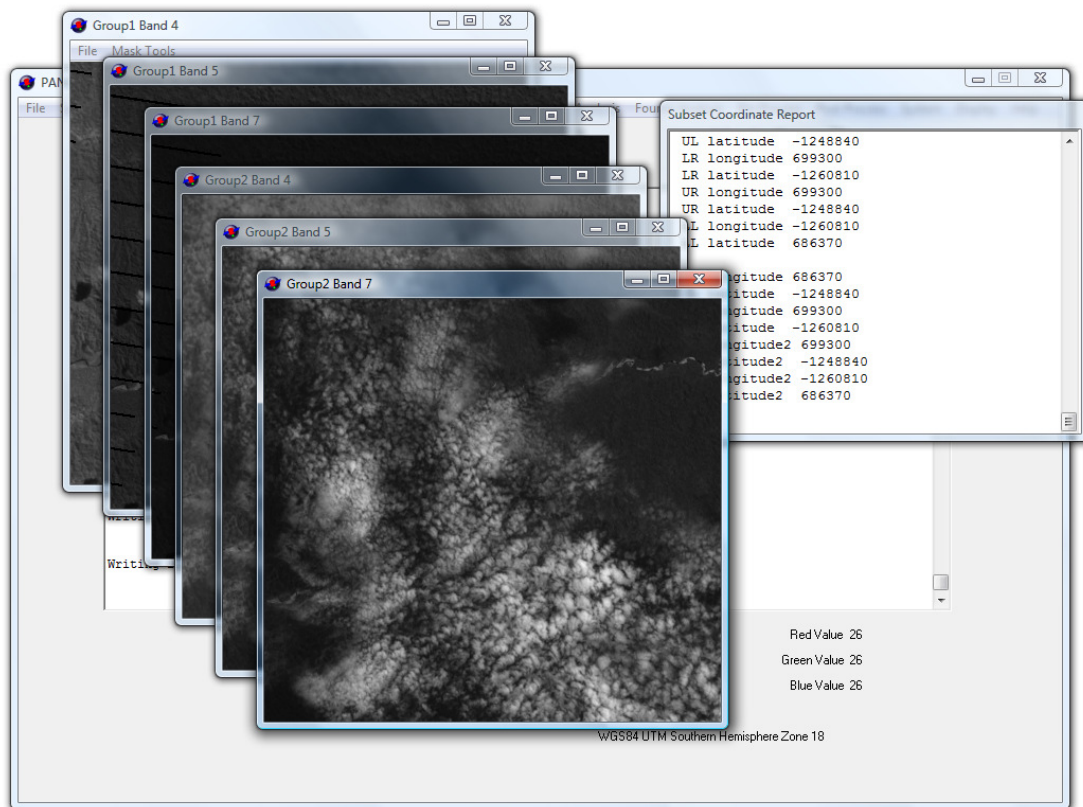 Group1 Band 4
File Mask Tools
Group1 Band 5
PAN
File
Group1 Band 7
Subset Coordinate Report
UL latitude -1248840
LR longitude 699300
LR latitude -1260810
UR longitude 699300
UR latitude -1248840
LL longitude -1260810
LL latitude 686370
Group2 Band 4
Group2 Band 5
Group2 Band 7
686370
-1248840
699300
-1260810
699300
-1248840
-1260810
686370
Writing
Red Value 26
Green Value 26
Blue Value 26
WGS84 UTM Southern Hemisphere Zone 18